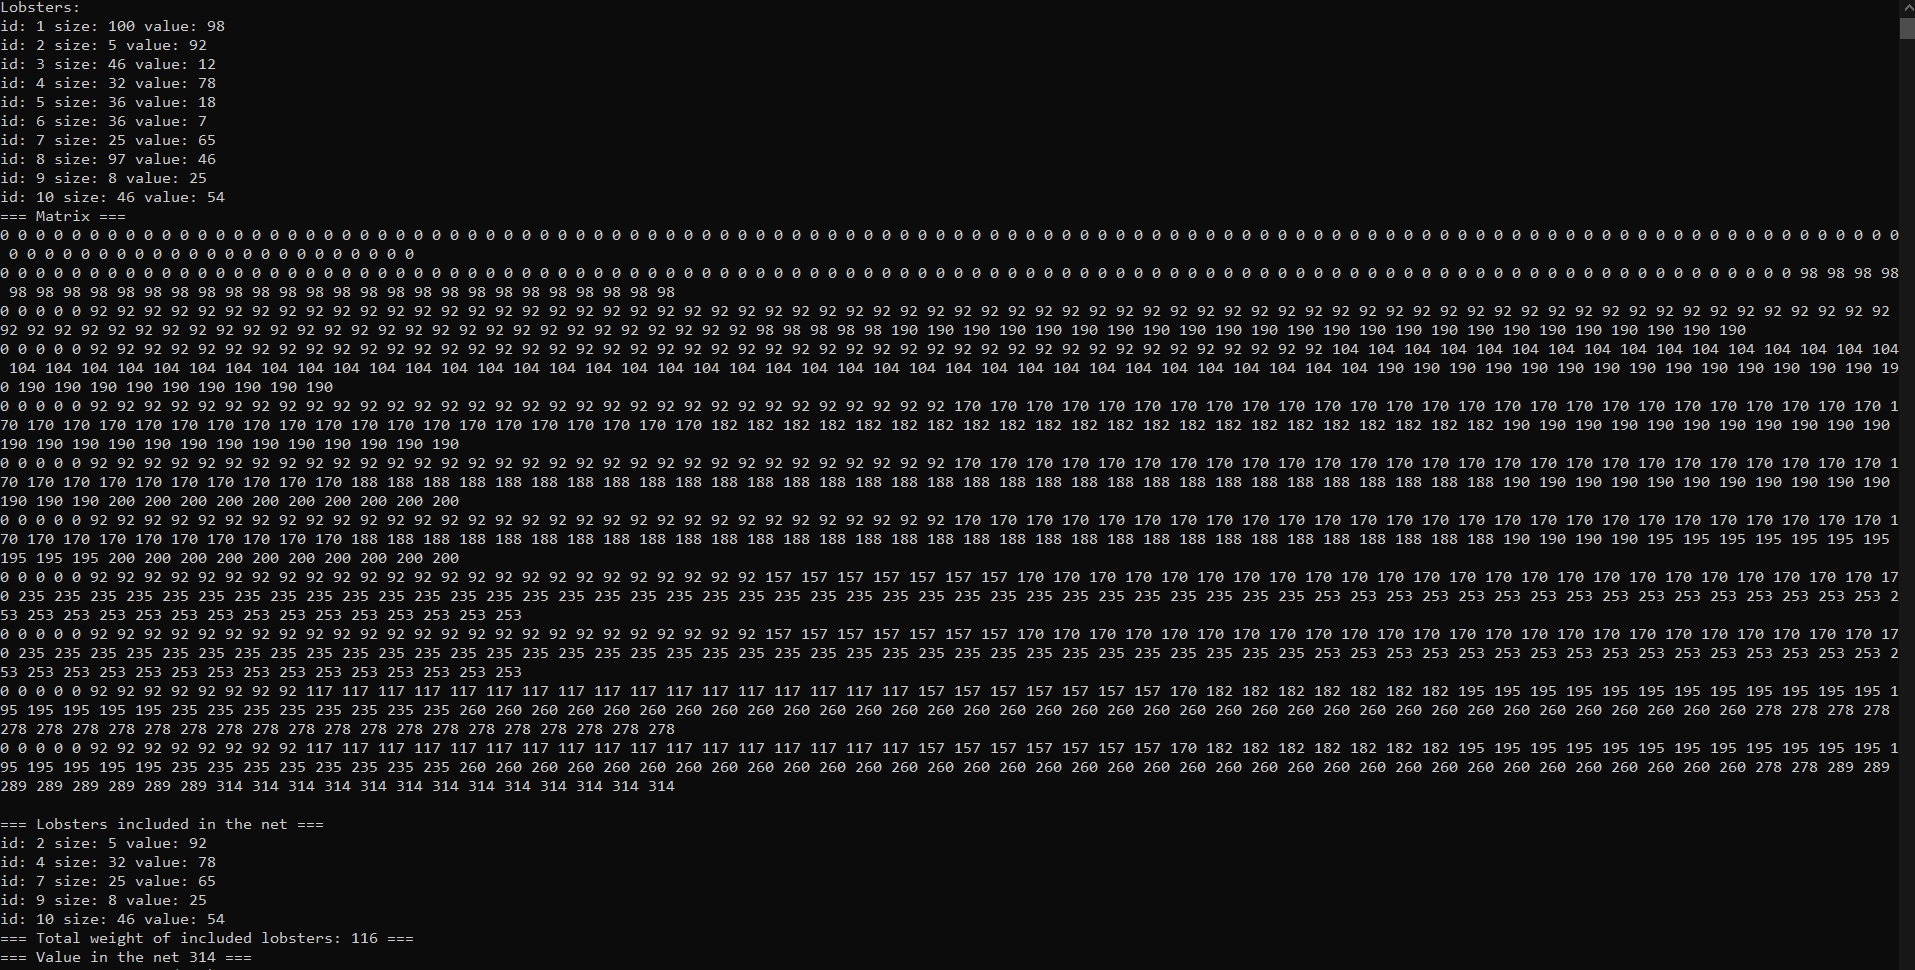 Lobsters:
id: 1 size: 100 value: 98
id: 2 size: 5 value: 92
id: 3 size: 46 value: 12
id: 4 size: 32 value: 78
id: 5 size: 36 value: 18
id: 6 size: 36 value: 7
id: 7 size: 25 value: 65
id: 8 size: 97 value: 46
id: 9 size: 8 value: 25
id: 10 size: 46 value: 54
=== Matrix ===
0 0 0 0 0 0 0 0 0 0 0 0 0 0 0 0 0 0 0 0 0 0 0 0 0 0 0 0 0 0 0 0 0 0 0 0 0 0 0 0 0 0 0 0 0 0 0 0 0 0 0 0 0 0 0 0 0 0 0 0 0 0 0 0 0 0 0 0 0 0 0 0 0 0 0 0 0 0 0 0 0 0 0 0 0 0 0 0 0 0 0 0 0 0 0 0 0 0 0 0 0 0 0 0 0 0
0 0 0 0 0 0 0 0 0 0 0 0 0 0 0 0 0 0 0 0 0 0 0
0 0 0 0 0 0 0 0 0 0 0 0 0 0 0 0 0 0 0 0 0 0 0 0 0 0 0 0 0 0 0 0 0 0 0 0 0 0 0 0 0 0 0 0 0 0 0 0 0 0 0 0 0 0 0 0 0 0 0 0 0 0 0 0 0 0 0 0 0 0 0 0 0 0 0 0 0 0 0 0 0 0 0 0 0 0 0 0 0 0 0 0 0 0 0 0 0 0 0 0 98 98 98 98
98 98 98 98 98 98 98 98 98 98 98 98 98 98 98 98 98 98 98 98 98 98 98 98 98
0 0 0 0 0 92 92 92 92 92 92 92 92 92 92 92 92 92 92 92 92 92 92 92 92 92 92 92 92 92 92 92 92 92 92 92 92 92 92 92 92 92 92 92 92 92 92 92 92 92 92 92 92 92 92 92 92 92 92 92 92 92 92 92 92 92 92 92 92 92 92 92
92 92 92 92 92 92 92 92 92 92 92 92 92 92 92 92 92 92 92 92 92 92 92 92 92 92 92 92 98 98 98 98 98 190 190 190 190 190 190 190 190 190 190 190 190 190 190 190 190 190 190 190 190 190 190 190 190
0 0 0 0 0 92 92 92 92 92 92 92 92 92 92 92 92 92 92 92 92 92 92 92 92 92 92 92 92 92 92 92 92 92 92 92 92 92 92 92 92 92 92 92 92 92 92 92 92 92 92 104 104 104 104 104 104 104 104 104 104 104 104 104 104 104 104
104 104 104 104 104 104 104 104 104 104 104 104 104 104 104 104 104 104 104 104 104 104 104 104 104 104 104 104 104 104 104 104 104 104 104 104 104 104 190 190 190 190 190 190 190 190 190 190 190 190 190 190 19
0 190 190 190 190 190 190 190 190 190
0 0 0 0 0 92 92 92 92 92 92 92 92 92 92 92 92 92 92 92 92 92 92 92 92 92 92 92 92 92 92 92 92 92 92 92 92 170 170 170 170 170 170 170 170 170 170 170 170 170 170 170 170 170 170 170 170 170 170 170 170 170 170 1
70 170 170 170 170 170 170 170 170 170 170 170 170 170 170 170 170 170 170 170 182 182 182 182 182 182 182 182 182 182 182 182 182 182 182 182 182 182 182 182 182 182 190 190 190 190 190 190 190 190 190 190 190
190 190 190 190 190 190 190 190 190 190 190 190 190
0 0 0 0 0 92 92 92 92 92 92 92 92 92 92 92 92 92 92 92 92 92 92 92 92 92 92 92 92 92 92 92 92 92 92 92 92 170 170 170 170 170 170 170 170 170 170 170 170 170 170 170 170 170 170 170 170 170 170 170 170 170 170 1
70 170 170 170 170 170 170 170 170 170 188 188 188 188 188 188 188 188 188 188 188 188 188 188 188 188 188 188 188 188 188 188 188 188 188 188 188 188 188 188 188 188 190 190 190 190 190 190 190 190 190 190 190
190 190 190 200 200 200 200 200 200 200 200 200 200
0 0 0 0 0 92 92 92 92 92 92 92 92 92 92 92 92 92 92 92 92 92 92 92 92 92 92 92 92 92 92 92 92 92 92 92 92 170 170 170 170 170 170 170 170 170 170 170 170 170 170 170 170 170 170 170 170 170 170 170 170 170 170 1
70 170 170 170 170 170 170 170 170 170 188 188 188 188 188 188 188 188 188 188 188 188 188 188 188 188 188 188 188 188 188 188 188 188 188 188 188 188 188 188 188 188 190 190 190 190 195 195 195 195 195 195 195
195 195 195 200 200 200 200 200 200 200 200 200 200
0 0 0 0 0 92 92 92 92 92 92 92 92 92 92 92 92 92 92 92 92 92 92 92 92 92 92 92 92 92 157 157 157 157 157 157 157 170 170 170 170 170 170 170 170 170 170 170 170 170 170 170 170 170 170 170 170 170 170 170 170 17
0 235 235 235 235 235 235 235 235 235 235 235 235 235 235 235 235 235 235 235 235 235 235 235 235 235 235 235 235 235 235 235 235 235 235 235 235 253 253 253 253 253 253 253 253 253 253 253 253 253 253 253 253 2
53 253 253 253 253 253 253 253 253 253 253 253 253 253 253
0 0 0 0 0 92 92 92 92 92 92 92 92 92 92 92 92 92 92 92 92 92 92 92 92 92 92 92 92 92 157 157 157 157 157 157 157 170 170 170 170 170 170 170 170 170 170 170 170 170 170 170 170 170 170 170 170 170 170 170 170 17
0 235 235 235 235 235 235 235 235 235 235 235 235 235 235 235 235 235 235 235 235 235 235 235 235 235 235 235 235 235 235 235 235 235 235 235 235 253 253 253 253 253 253 253 253 253 253 253 253 253 253 253 253 2
53 253 253 253 253 253 253 253 253 253 253 253 253 253 253
0 0 0 0 0 92 92 92 92 92 92 92 92 117 117 117 117 117 117 117 117 117 117 117 117 117 117 117 117 117 157 157 157 157 157 157 157 170 182 182 182 182 182 182 182 195 195 195 195 195 195 195 195 195 195 195 195 1
95 195 195 195 195 235 235 235 235 235 235 235 235 260 260 260 260 260 260 260 260 260 260 260 260 260 260 260 260 260 260 260 260 260 260 260 260 260 260 260 260 260 260 260 260 260 260 260 260 278 278 278 278
278 278 278 278 278 278 278 278 278 278 278 278 278 278 278 278 278 278 278
0 0 0 0 0 92 92 92 92 92 92 92 92 117 117 117 117 117 117 117 117 117 117 117 117 117 117 117 117 117 157 157 157 157 157 157 157 170 182 182 182 182 182 182 182 195 195 195 195 195 195 195 195 195 195 195 195 1
95 195 195 195 195 235 235 235 235 235 235 235 235 260 260 260 260 260 260 260 260 260 260 260 260 260 260 260 260 260 260 260 260 260 260 260 260 260 260 260 260 260 260 260 260 260 260 260 260 278 278 289 289
289 289 289 289 289 289 314 314 314 314 314 314 314 314 314 314 314 314 314
=== Lobsters included in the net ===
id: 2 size: 5 value: 92
id: 4 size: 32 value: 78
id: 7 size: 25 value: 65
id: 9 size: 8 value: 25
id: 10 size: 46 value: 54
=== Total weight of included lobsters: 116 ===
=== Value in the net 314 ===